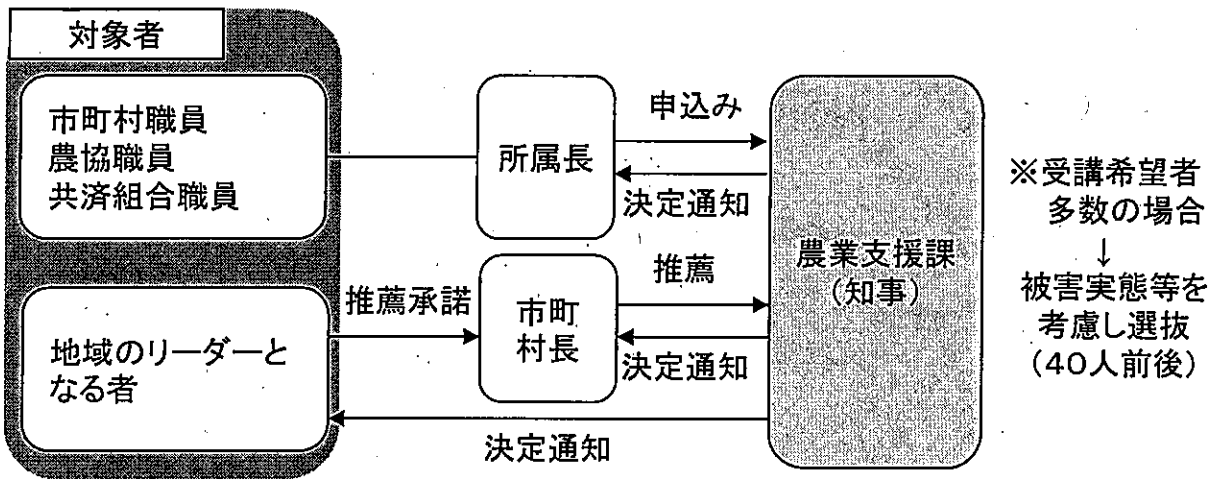 対象者
市町村職員
農協職員
共済組合職員
所属長
申込み
決定通知
農業支援課
（知事）
地域のリーダーと
なる者
推薦承諾
市町
村長
推薦
決定通知
決定通知
※受講希望者
多数の場合
↓
被害実態等を
考慮し選抜
（40人前後）